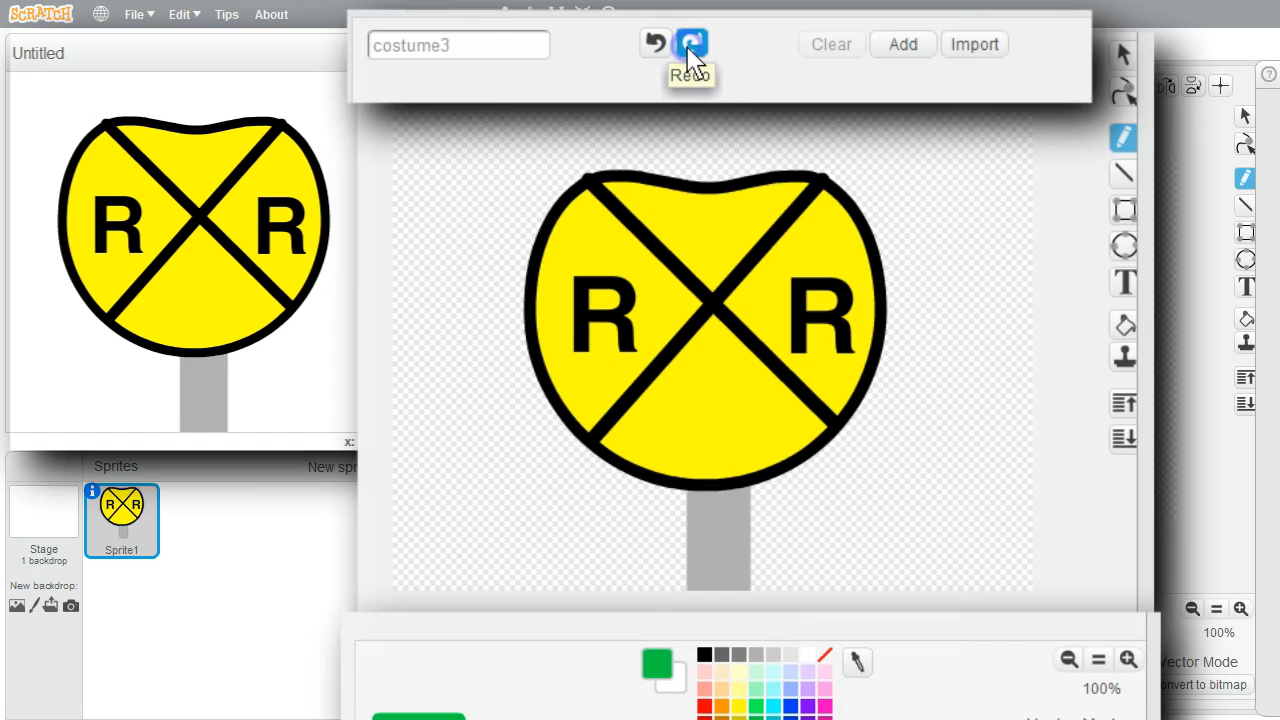 SCRATCH File Edit Tips About
Untitled
costume3
Clear Add Import
Redo
R R
R R
x:
Sprites New spr
R R
Stage
1 backdrop
Sprite1
New backdrop:
T
T
100%
100%
Vector Mode
onvert to bitmap